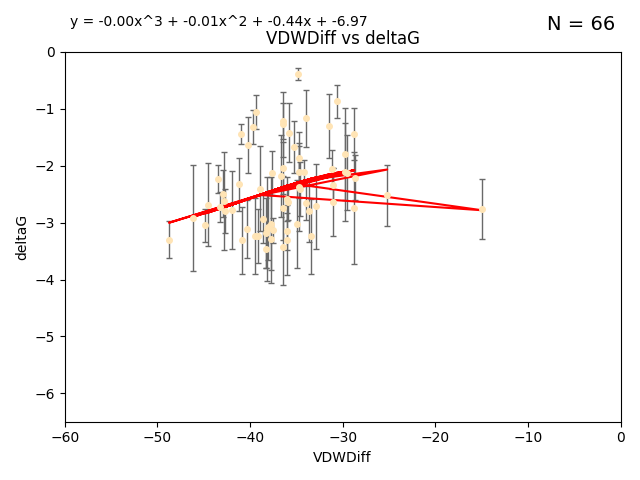 y = -0.00x^3 + -0.01x^2 + -0.44x + -6.97
N = 66
VDWDiff vs deltaG
0
−1
−2
−3
−4
−5
−6
deltaG
−60 −50 −40 −30 −20 −10 0
VDWDiff